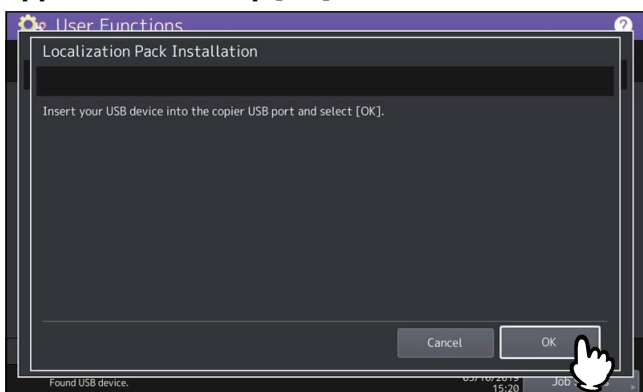 User Functions
?
Localization Pack Installation
Insert your USB device into the copier USB port and select [OK].
Cancel
OK
Found USB device.
2019
15:20
Job